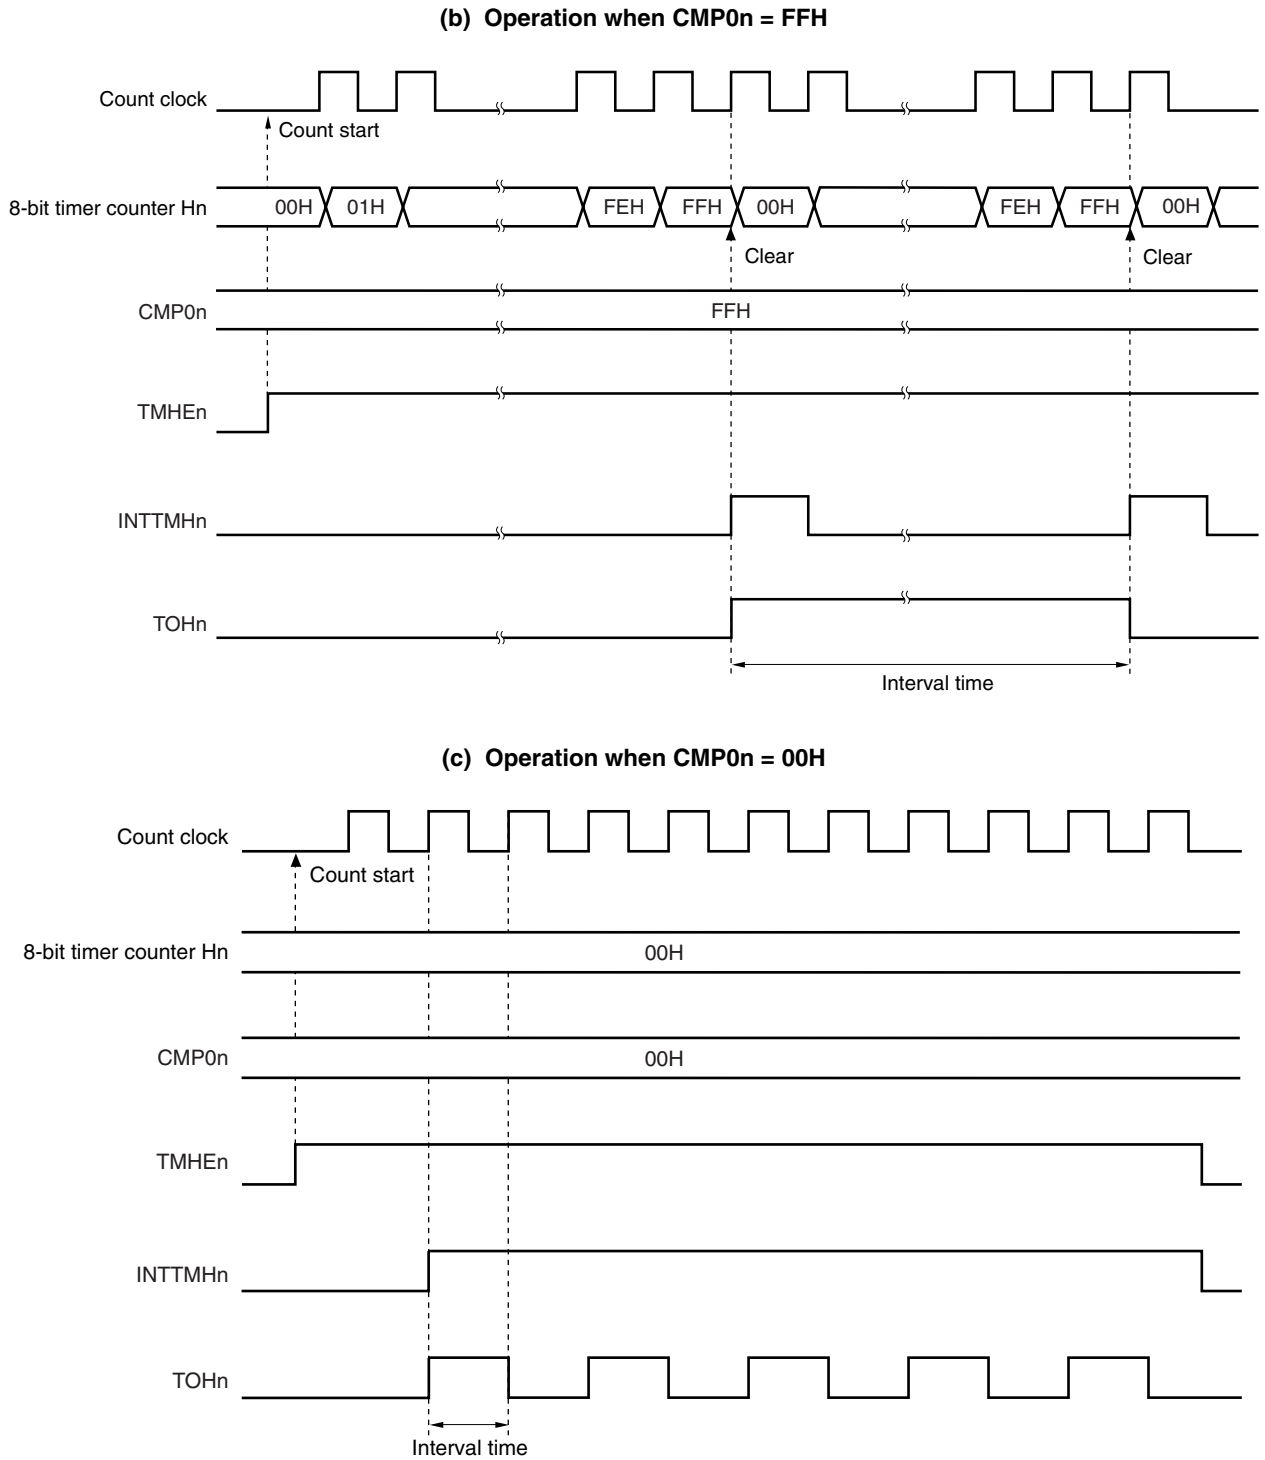 (b) Operation when CMP0n = FFH
Count clock
Count start
8-bit timer counter Hn 00H 01H FEH FFH 00H FEH FFH 00H
Clear Clear
CMP0n FFH
TMHEn
INTTMHn
TOHn
Interval time
(c) Operation when CMP0n = 00H
Count clock
Count start
8-bit timer counter Hn 00H
CMP0n 00H
TMHEn
INTTMHn
TOHn
Interval time